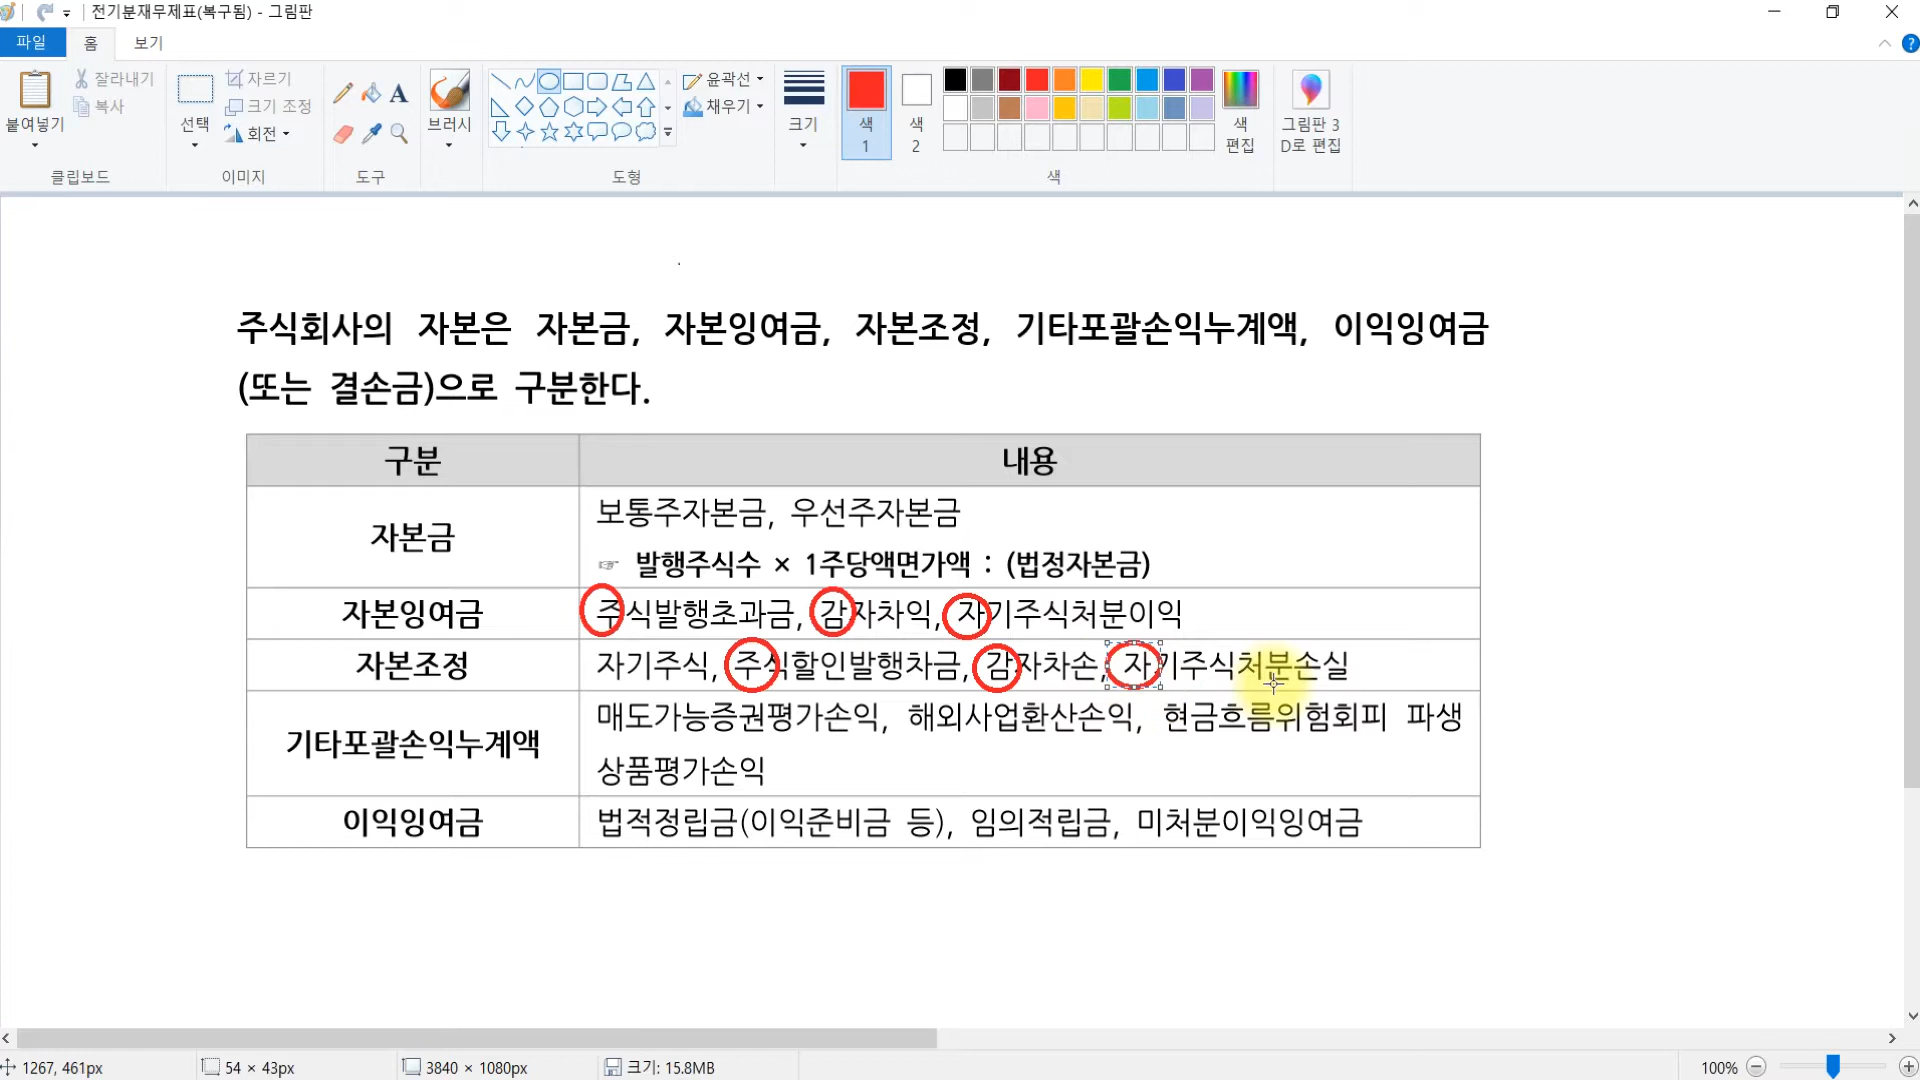 전기분재무제표(복구됨) - 그림판
파일 홈 보기
붙여넣기
잘라내기
복사
클립보드
선택
자르기
크기 조정
회전
이미지
A
도구
브러시
윤곽선
채우기
도형
크기
색
1
색
2
색
편집
색
그림판 3
D로 편집
주식회사의 자본은 자본금, 자본잉여금, 자본조정, 기타포괄손익누계액, 이익잉여금
(또는 결손금)으로 구분한다.
구분 내용
자본금
보통주자본금, 우선주자본금
☞ 발행주식수 × 1주당액면가액 : (법정자본금)
자본잉여금 주식발행초과금, 감자차익, 자기주식처분이익
자본조정 자기주식, 주식할인발행차금, 감자차손, 자기주식처분손실
기타포괄손익누계액
매도가능증권평가손익, 해외사업환산손익, 현금흐름위험회피 파생
상품평가손익
이익잉여금 법적정립금(이익준비금 등), 임의적립금, 미처분이익잉여금
1267, 461px 54 × 43px 3840 × 1080px 크기: 15.8MB 100%